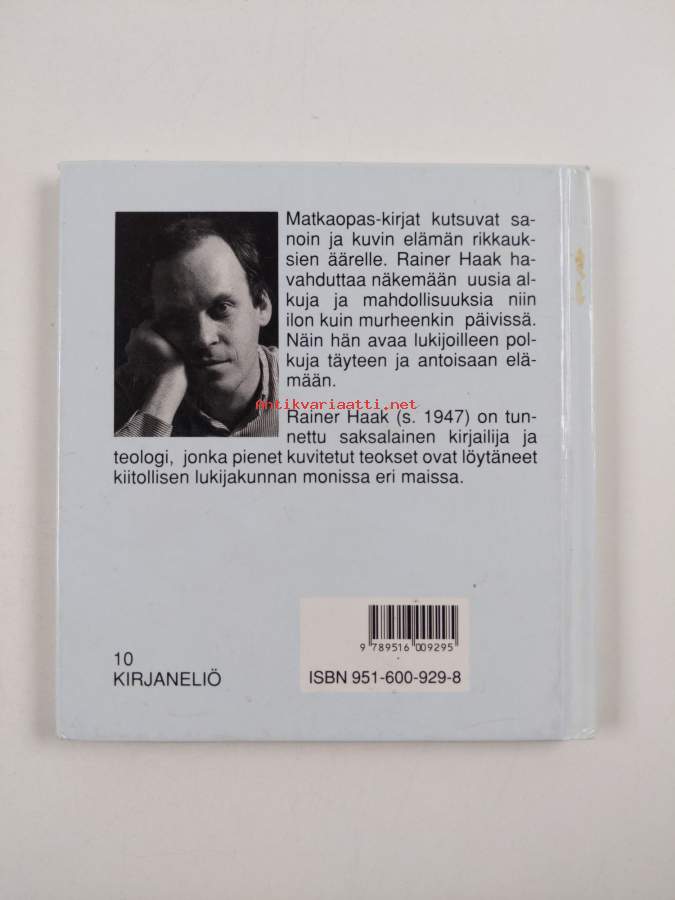 Matkaopas-kirjat kutsuvat sa-
noin ja kuvin elämän rikkauk-
sien äärelle. Rainer Haak ha-
vahduttaa näkemään uusia al-
kuja ja mahdollisuuksia niin
ilon kuin murheenkin päivissä.
Näin hän avaa lukijoilleen pol-
kuja täyteen ja antoisaan elä-
mään.
Antikvariaatti.net
Rainer Haak (s. 1947) on tun-
nettu saksalainen kirjailija ja
teologi, jonka pienet kuvitetut teokset ovat löytäneet
kiitollisen lukijakunnan monissa eri maissa.
9 789516 009295
10
KIRJANELIÖ
ISBN 951-600-929-8